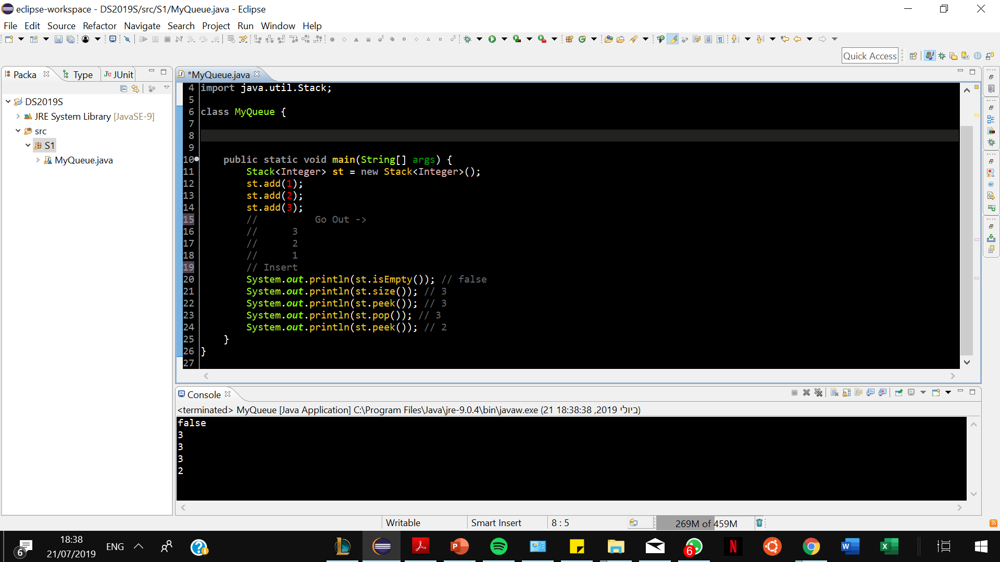 eclipse-workspace - DS2019S/src/S1/MyQueue.java - Eclipse
File Edit Source Refactor Navigate Search Project Run Window Help
Quick Access
Packa Type JUnit
*MyQueue.java
DS2019S
JRE System Library [JavaSE-9]
src
S1
MyQueue.java
4 import java.util.Stack;
5
6 class MyQueue {
7
8
9
10 public static void main(String[] args) {
11 Stack<Integer> st = new Stack<Integer>();
12 st.add(1);
13 st.add(2);
14 st.add(3);
15 // Go Out ->
16 // 3
17 // 2
18 // 1
19 // Insert
20 System.out.println(st.isEmpty()); // false
21 System.out.println(st.size()); // 3
22 System.out.println(st.peek()); // 3
23 System.out.println(st.pop()); // 3
24 System.out.println(st.peek()); // 2
25 }
26 }
27
Console
<terminated> MyQueue [Java Application] C:\Program Files\Java\jre-9.0.4\bin\javaw.exe (21 ביולי 2019, 18:38:38)
false
3
3
3
2
Writable Smart Insert 8 : 5 269M of 459M
6 18:38 21/07/2019 ENG 6